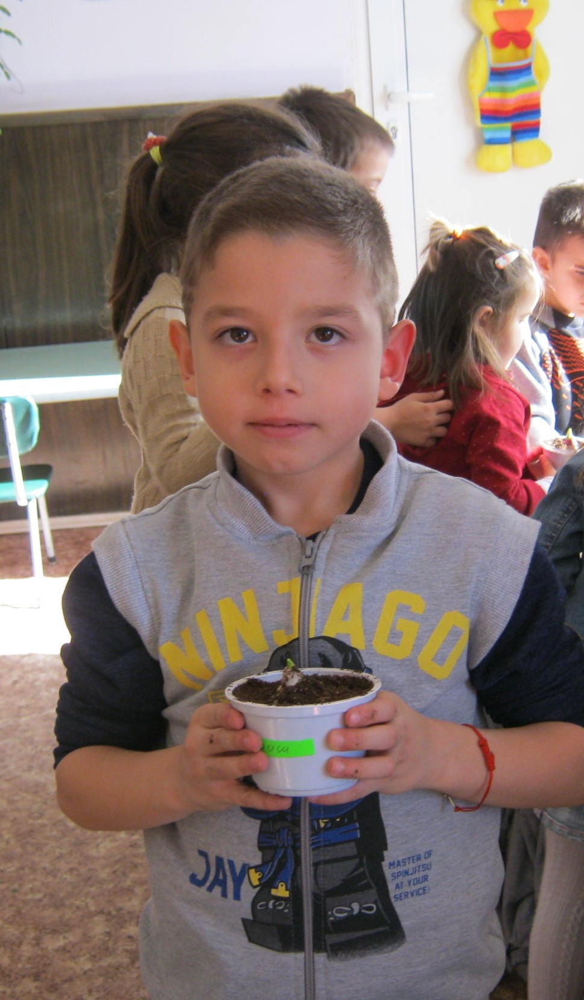 NINJAGO
JAY
MASTER OF
SPINJITSU
AT YOUR
SERVICE!